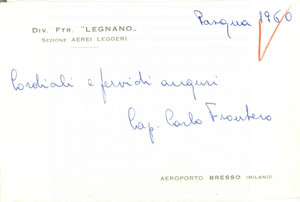 Div. Ftr. "LEGNANO"
Sezione AEREI LEGGERI
Pasqua 1960
Cordiali e fervidi auguri
Cap. Carlo Frontero
AEROPORTO BRESSO (MILANO)